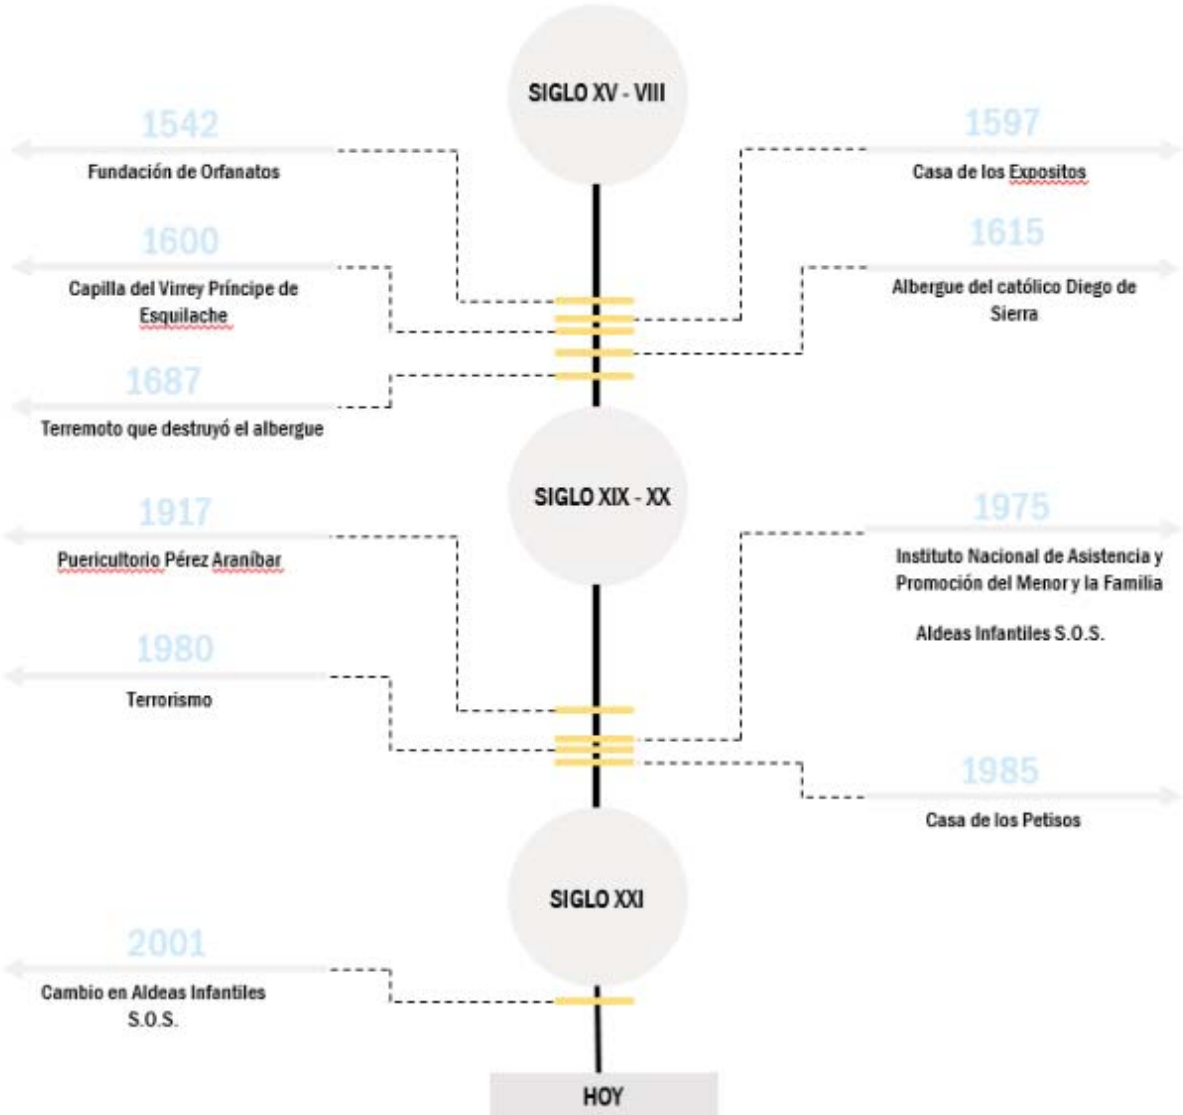 SIGLO XV - VIII
1542
Fundación de Orfanatos
1597
Casa de los Expositos
1600
Capilla del Virrey Príncipe de
Esquilache
1615
Albergue del católico Diego de
Sierra
1687
Terremoto que destruyó el albergue
SIGLO XIX - XX
1917
Puericultorio Pérez Araníbar
1975
Instituto Nacional de Asistencia y
Promoción del Menor y la Familia
Aldeas Infantiles S.O.S.
1980
Terrorismo
1985
Casa de los Petisos
SIGLO XXI
2001
Cambio en Aldeas Infantiles
S.O.S.
HOY